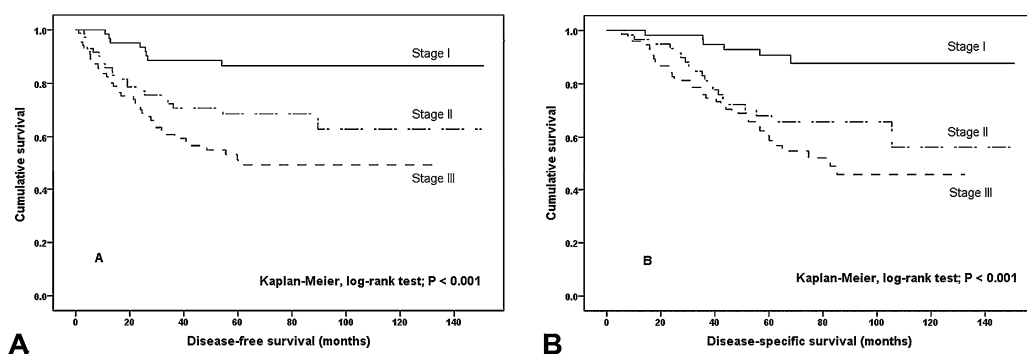 1.0
0.8
0.6
0.4
0.2
0.0
Cumulative survival
Stage I
Stage II
Stage III
A
Kaplan-Meier, log-rank test; P < 0.001
0 20 40 60 80 100 120 140
Disease-free survival (months)
A
1.0
0.8
0.6
0.4
0.2
0.0
Cumulative survival
Stage I
Stage II
Stage III
B
Kaplan-Meier, log-rank test; P < 0.001
0 20 40 60 80 100 120 140
Disease-specific survival (months)
B